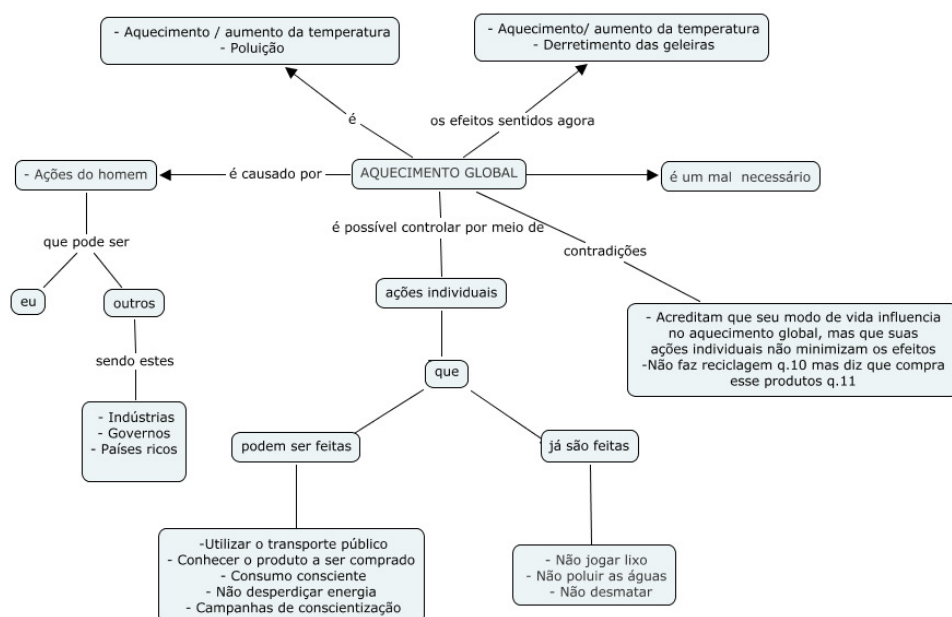 - Aquecimento / aumento da temperatura
- Poluição
- Aquecimento/ aumento da temperatura
- Derretimento das geleiras
é
os efeitos sentidos agora
- Ações do homem
é causado por
AQUECIMENTO GLOBAL
é um mal necessário
que pode ser
é possível controlar por meio de
contradições
eu
outros
ações individuais
- Acreditam que seu modo de vida influencia
no aquecimento global, mas que suas
ações individuais não minimizam os efeitos
-Não faz reciclagem q.10 mas diz que compra
esse produtos q.11
sendo estes
que
- Indústrias
- Governos
- Países ricos
podem ser feitas
já são feitas
-Utilizar o transporte público
- Conhecer o produto a ser comprado
- Consumo consciente
- Não desperdiçar energia
- Campanhas de conscientização
- Não jogar lixo
- Não poluir as águas
- Não desmatar